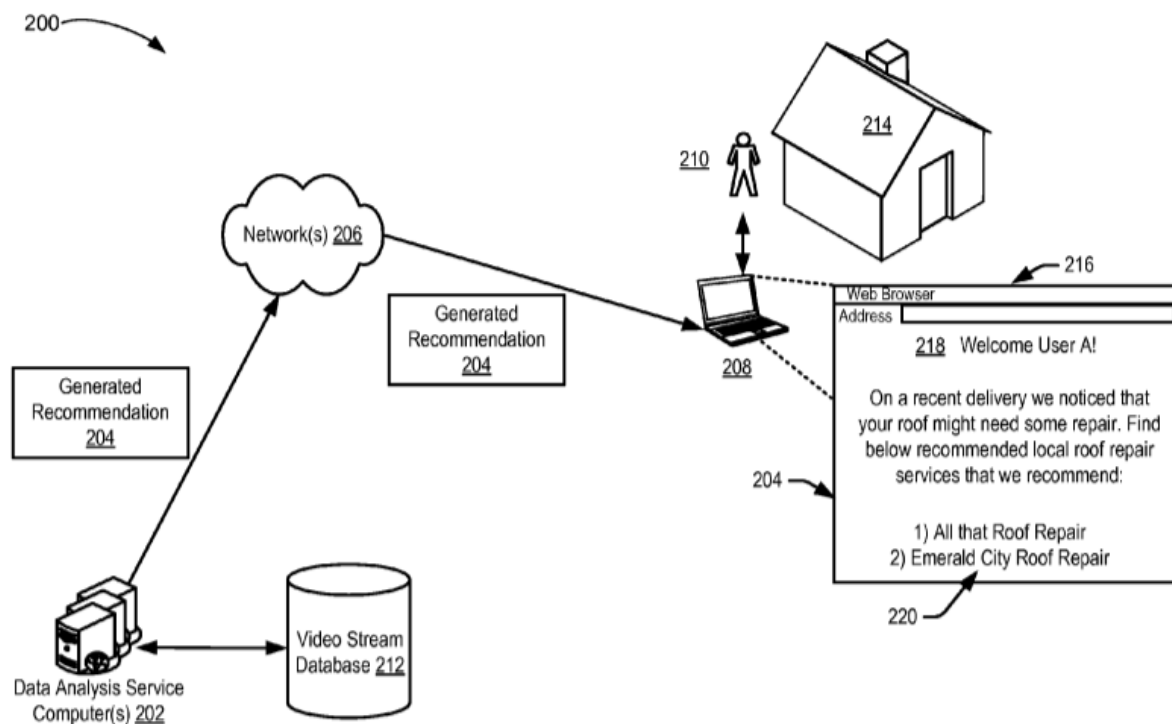 200
214
210
Network(s) 206
216
Web Browser
Address
218 Welcome User A!
Generated
Recommendation
204
208
Generated
Recommendation
204
On a recent delivery we noticed that
your roof might need some repair. Find
below recommended local roof repair
services that we recommend:
204
1) All that Roof Repair
2) Emerald City Roof Repair
220
Video Stream
Database 212
Data Analysis Service
Computer(s) 202